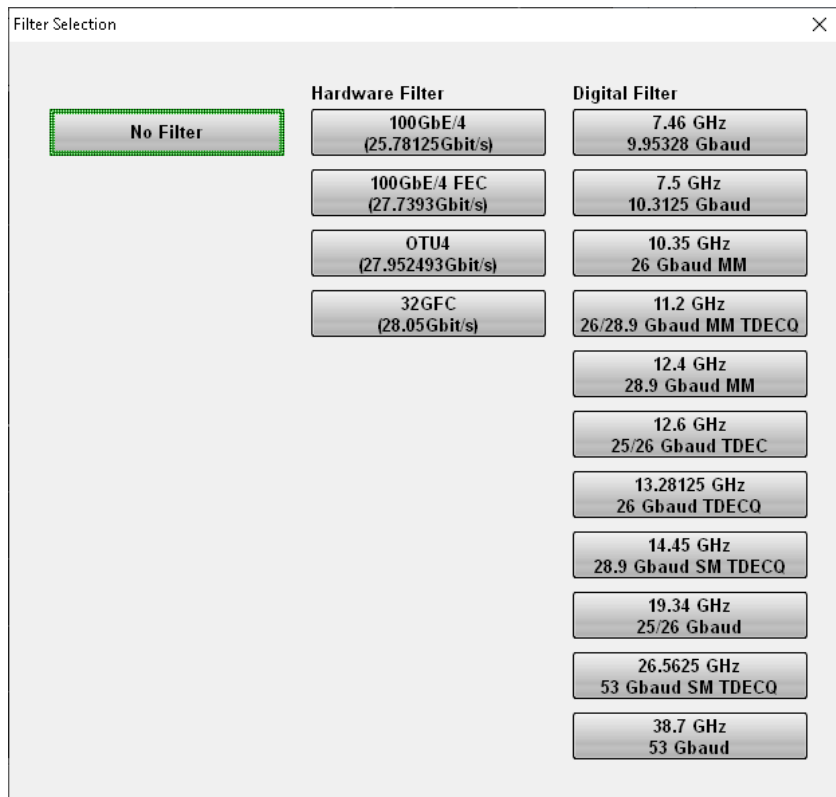 Filter Selection
No Filter
Hardware Filter
100GbE/4
(25.78125Gbit/s)
100GbE/4 FEC
(27.7393Gbit/s)
OTU4
(27.952493Gbit/s)
32GFC
(28.05Gbit/s)
Digital Filter
7.46 GHz
9.95328 Gbaud
7.5 GHz
10.3125 Gbaud
10.35 GHz
26 Gbaud MM
11.2 GHz
26/28.9 Gbaud MM TDECQ
12.4 GHz
28.9 Gbaud MM
12.6 GHz
25/26 Gbaud TDEC
13.28125 GHz
26 Gbaud TDECQ
14.45 GHz
28.9 Gbaud SM TDECQ
19.34 GHz
25/26 Gbaud
26.5625 GHz
53 Gbaud SM TDECQ
38.7 GHz
53 Gbaud